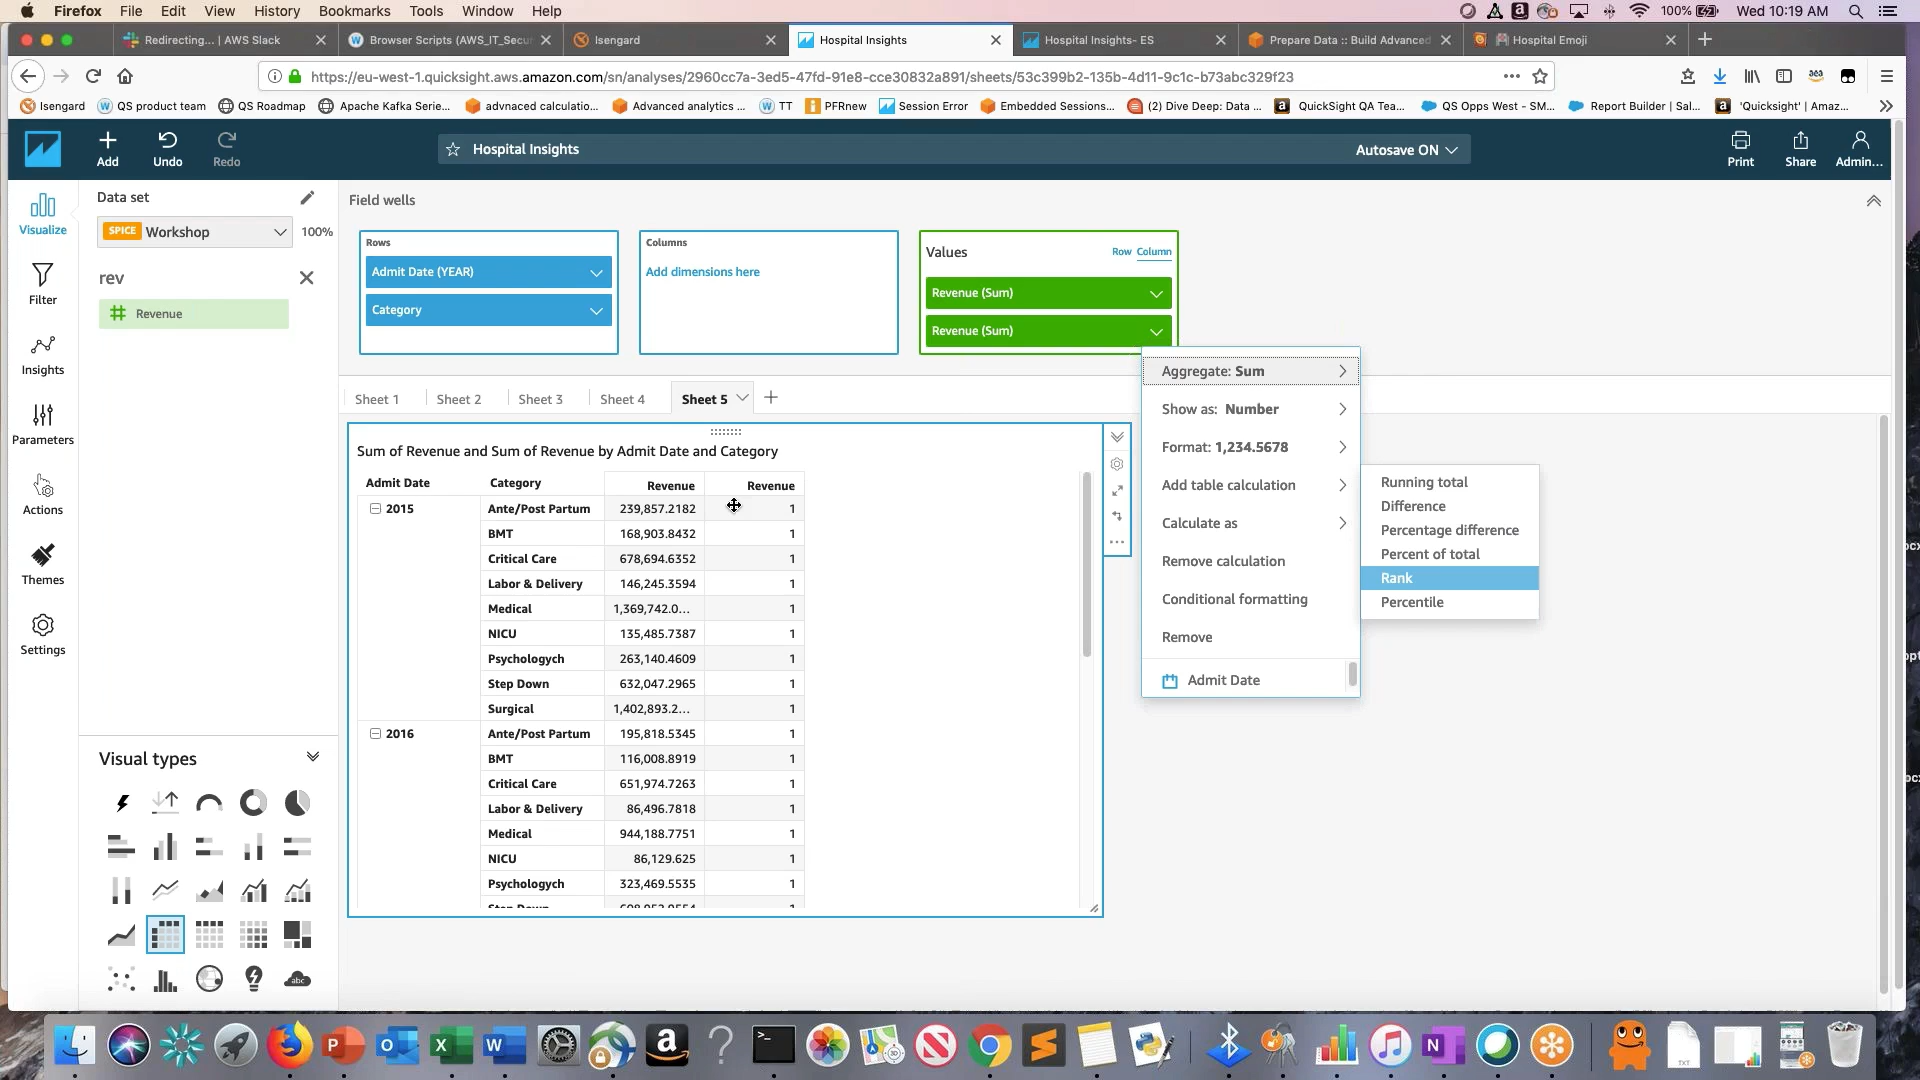 Firefox File Edit View History Bookmarks Tools Window Help 100% Wed 10:19 AM
Redirecting... | AWS Slack
Browser Scripts (AWS_IT_Secur
Isengard
Hospital Insights
Hospital Insights- ES
Prepare Data :: Build Advanced
Hospital Emoji
https://eu-west-1.quicksight.aws.amazon.com/sn/analyses/2960cc7a-3ed5-47fd-91e8-cce30832a891/sheets/53c399b2-135b-4d11-9c1c-b73abc329f23
Isengard QS product team QS Roadmap Apache Kafka Serie... advnaced calculatio... Advanced analytics ... TT PFRnew Session Error Embedded Sessions... (2) Dive Deep: Data ... QuickSight QA Tea... QS Opps West - SM... Report Builder | Sal... 'Quicksight' | Amaz...
Add Undo Redo
Hospital Insights
Autosave ON
Print Share Admin...
Visualize
Filter
Insights
Parameters
Actions
Themes
Settings
Data set
SPICE Workshop 100%
rev
Revenue
Visual types
abc
Field wells
Rows
Admit Date (YEAR)
Category
Columns
Add dimensions here
Values Row Column
Revenue (Sum)
Revenue (Sum)
Sheet 1 Sheet 2 Sheet 3 Sheet 4 Sheet 5
Sum of Revenue and Sum of Revenue by Admit Date and Category
Admit Date Category Revenue Revenue
2015 Ante/Post Partum 239,857.2182 1
BMT 168,903.8432 1
Critical Care 678,694.6352 1
Labor & Delivery 146,245.3594 1
Medical 1,369,742.0... 1
NICU 135,485.7387 1
Psychologych 263,140.4609 1
Step Down 632,047.2965 1
Surgical 1,402,893.2... 1
2016 Ante/Post Partum 195,818.5345 1
BMT 116,008.8919 1
Critical Care 651,974.7263 1
Labor & Delivery 86,496.7818 1
Medical 944,188.7751 1
NICU 86,129.625 1
Psychologych 323,469.5535 1
Aggregate: Sum
Show as: Number
Format: 1,234.5678
Add table calculation
Calculate as
Remove calculation
Conditional formatting
Remove
Admit Date
Running total
Difference
Percentage difference
Percent of total
Rank
Percentile